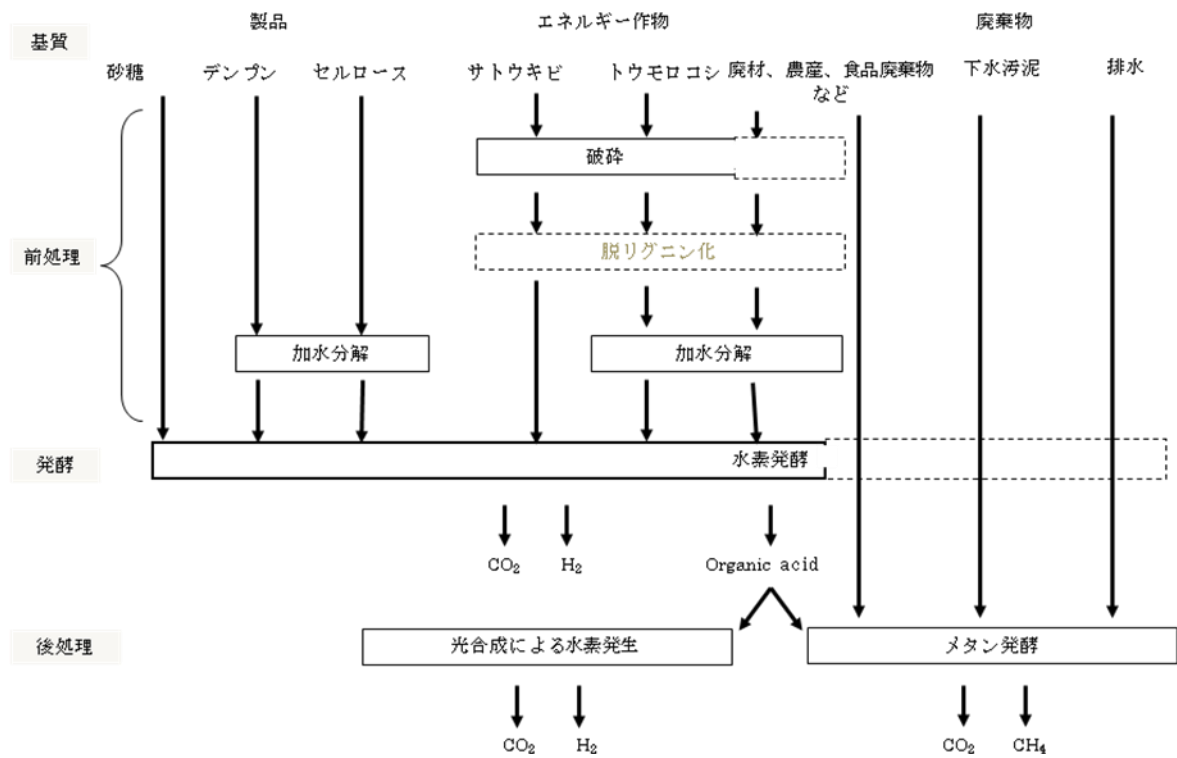 製品
エネルギー作物
廃棄物
基質
砂糖
デンプン
セルロース
サトウキビ
トウモロコシ
廃材、農産、食品廃棄物
など
下水汚泥
排水
破砕
前処理
脱リグニン化
加水分解
加水分解
発酵
水素発酵
CO₂
H₂
Organic acid
後処理
光合成による水素発生
メタン発酵
CO₂
H₂
CO₂
CH₄